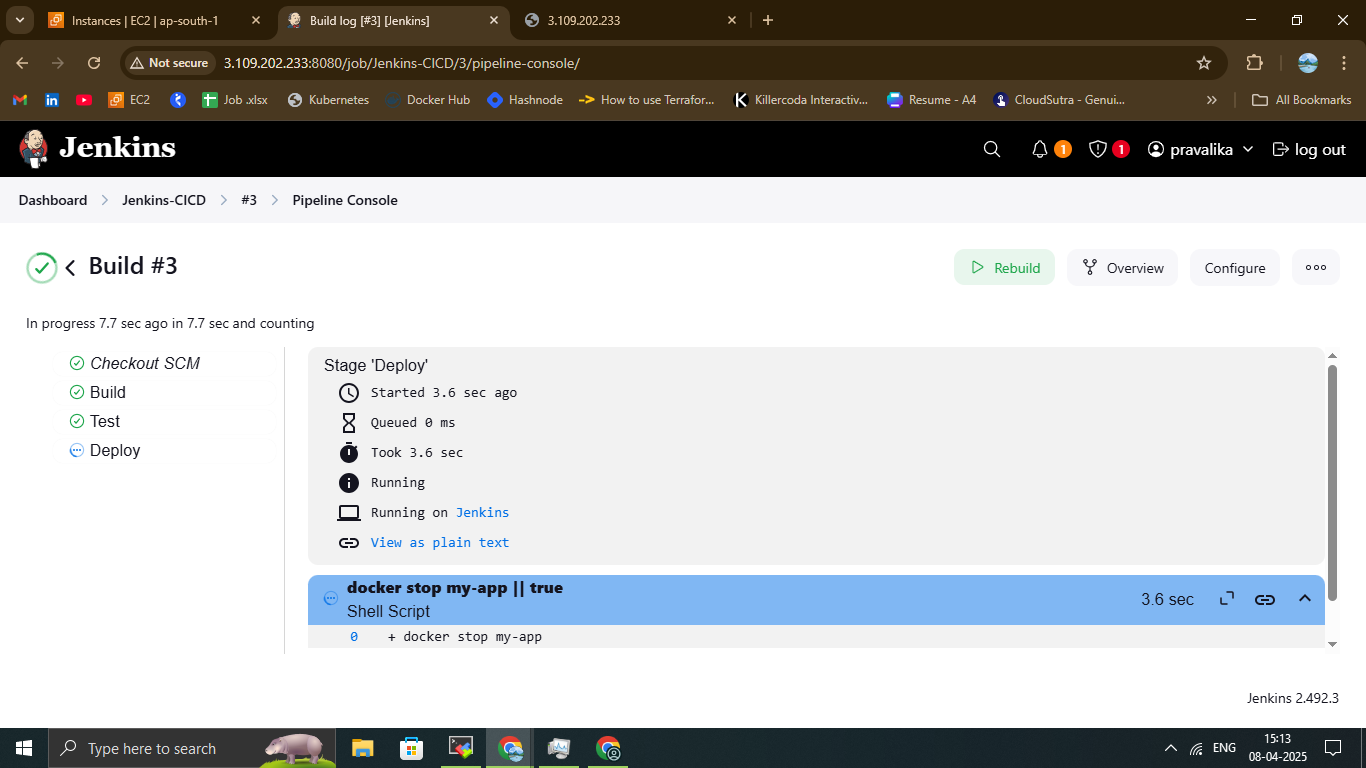 Instances | EC2 | ap-south-1
Build log [#3] [Jenkins]
3.109.202.233
Not secure
3.109.202.233:8080/job/Jenkins-CICD/3/pipeline-console/
EC2
Job .xlsx
Kubernetes
Docker Hub
Hashnode
How to use Terrafor...
Killercoda Interactiv...
Resume - A4
CloudSutra - Genui...
All Bookmarks
Jenkins
1
1
pravalika
log out
Dashboard
Jenkins-CICD
#3
Pipeline Console
Build #3
Rebuild
Overview
Configure
In progress 7.7 sec ago in 7.7 sec and counting
Checkout SCM
Build
Test
Deploy
Stage 'Deploy'
Started 3.6 sec ago
Queued 0 ms
Took 3.6 sec
Running
Running on Jenkins
View as plain text
docker stop my-app || true
Shell Script
3.6 sec
0 + docker stop my-app
Jenkins 2.492.3
Type here to search
ENG
15:13
08-04-2025